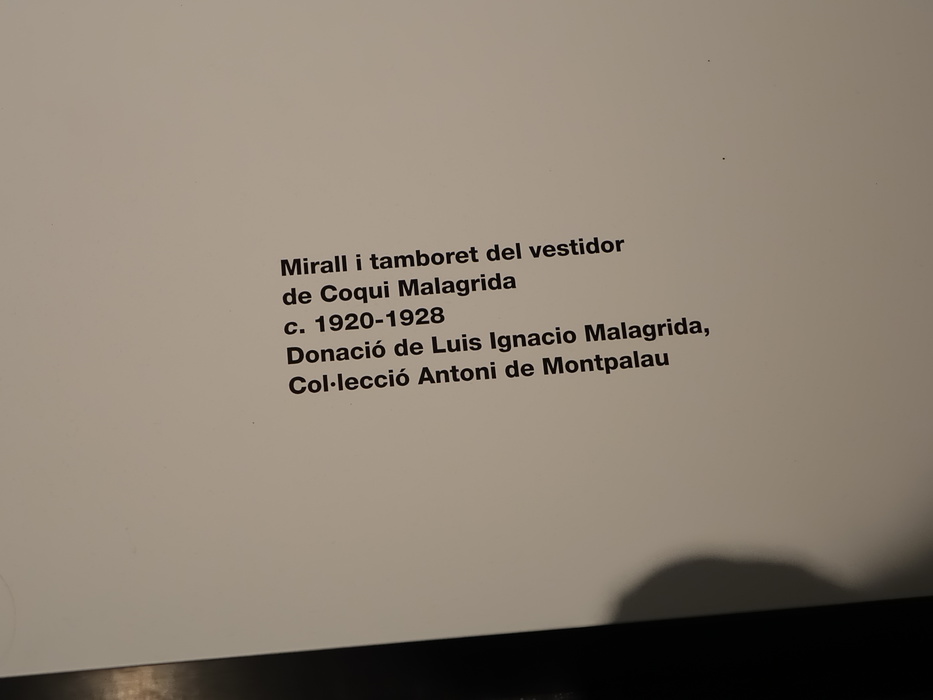 Mirall i tamboret del vestidor
de Coqui Malagrida
c. 1920-1928
Donació de Luis Ignacio Malagrida,
Col·lecció Antoni de Montpalau